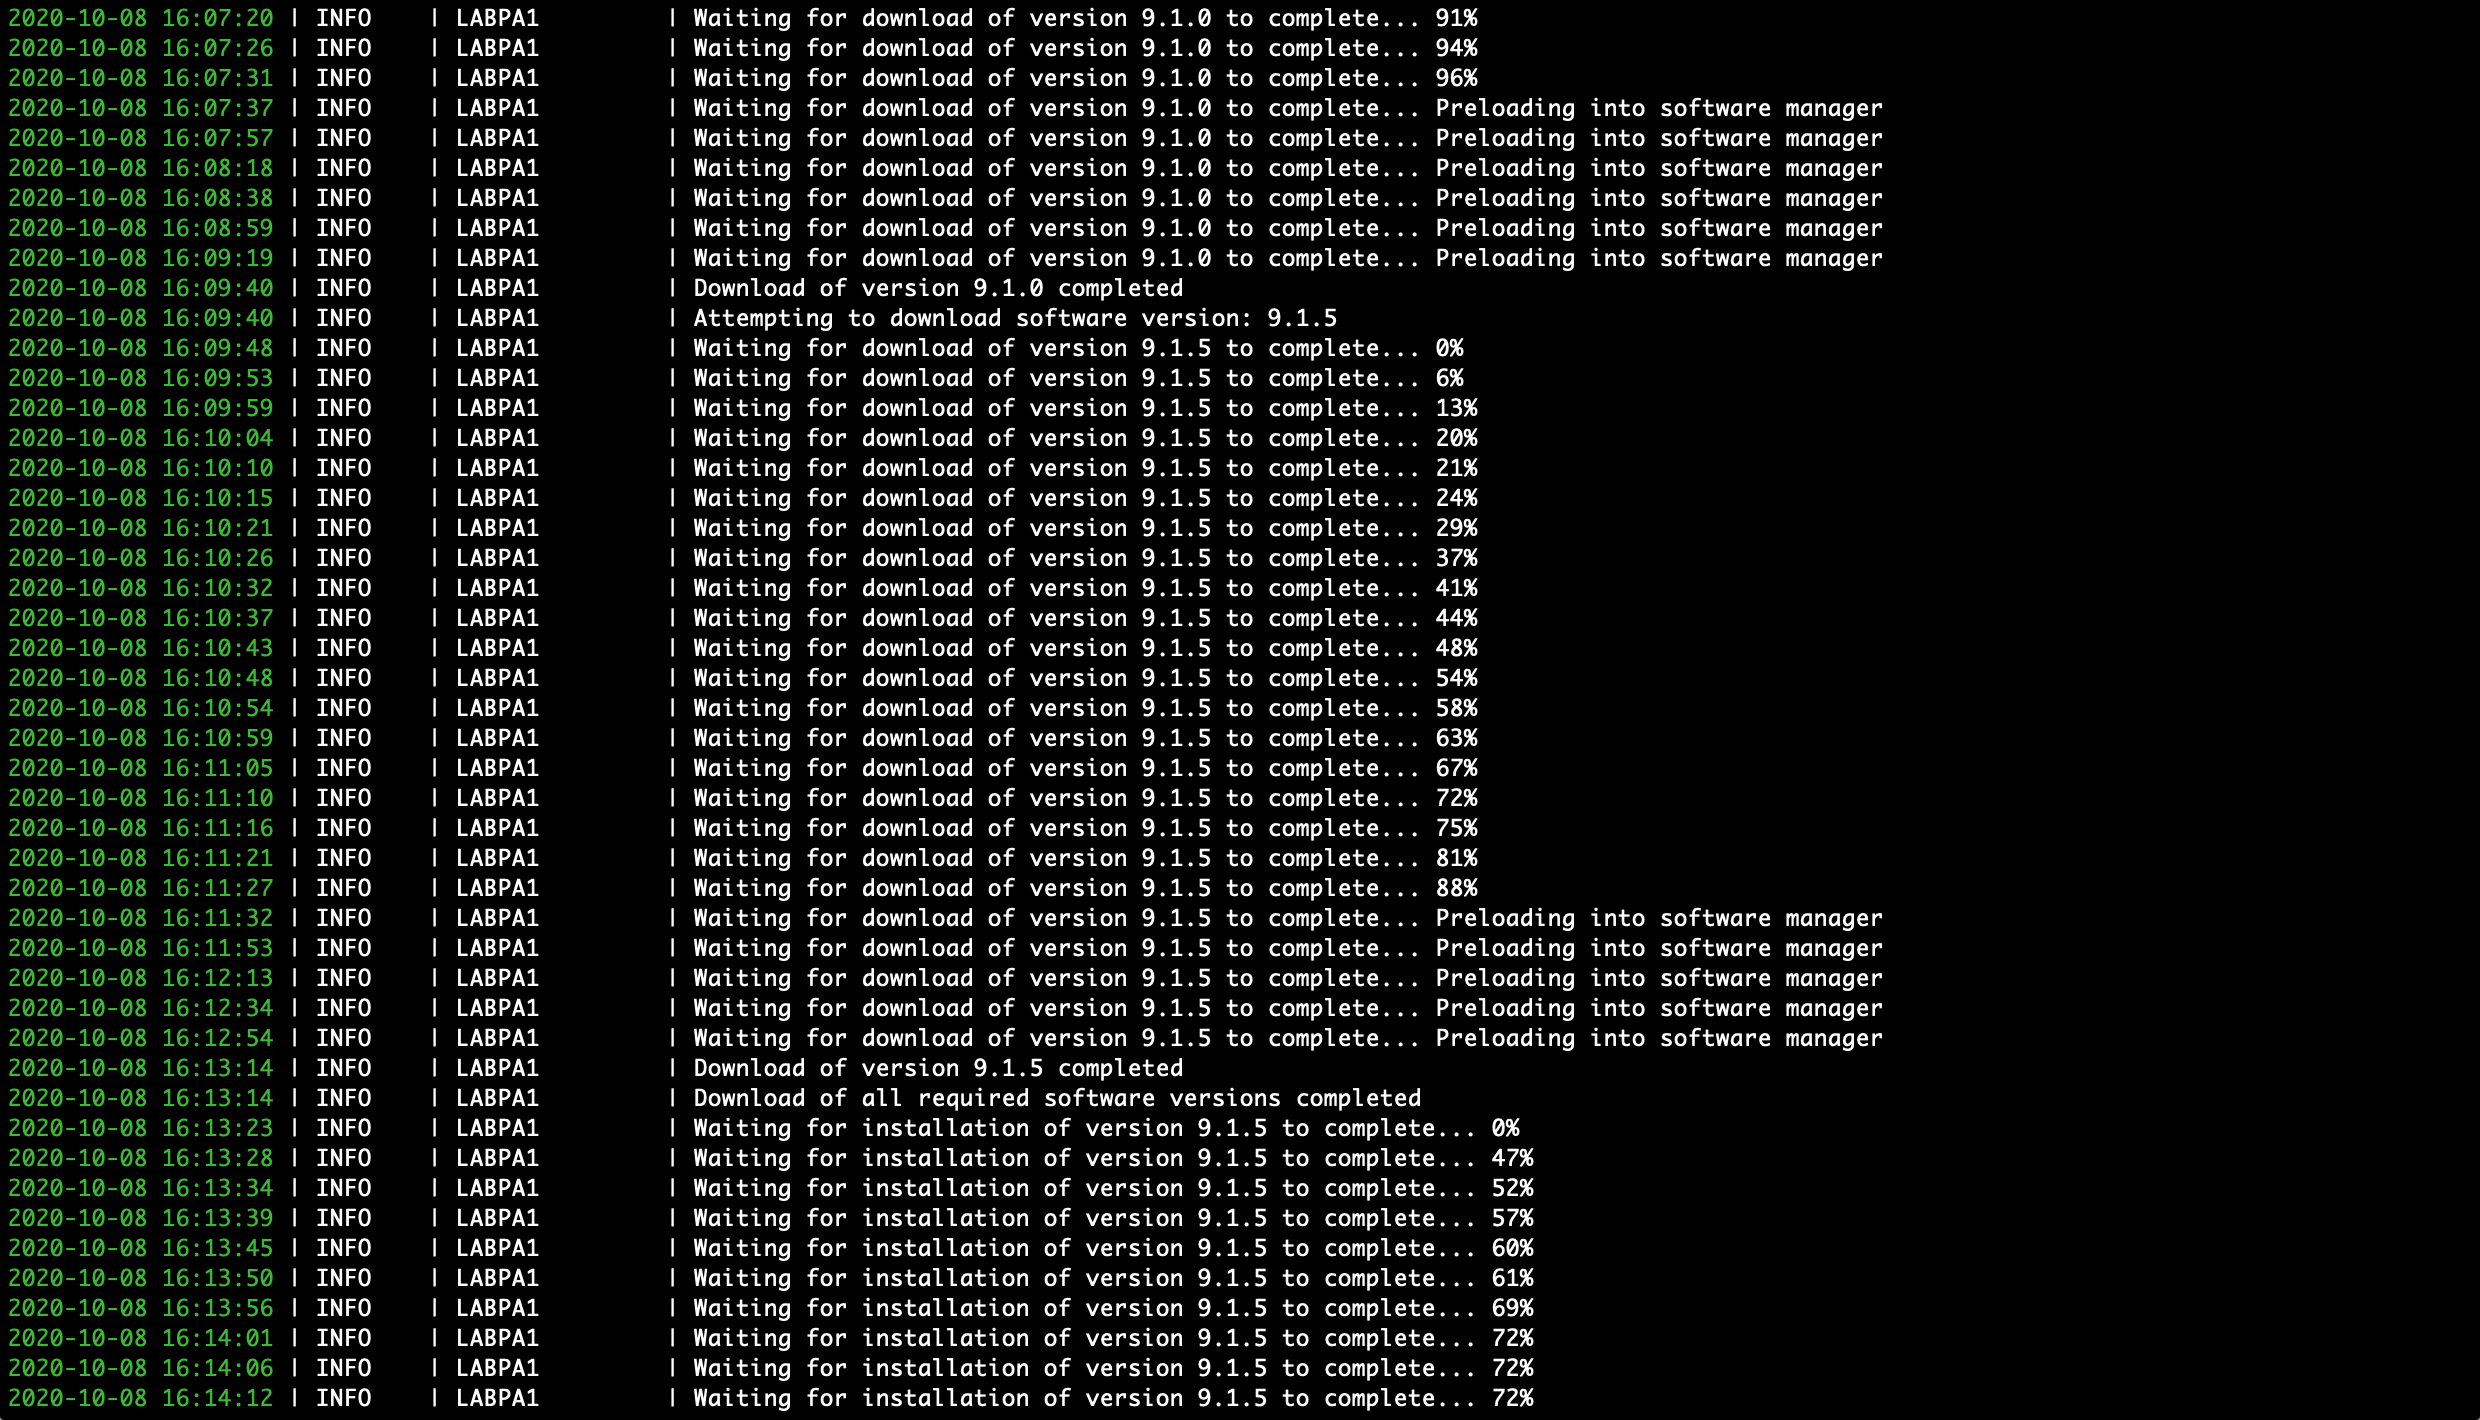 2020-10-08 16:07:20 | INFO    | LABPA1         | Waiting for download of version 9.1.0 to complete... 91%
2020-10-08 16:07:26 | INFO    | LABPA1         | Waiting for download of version 9.1.0 to complete... 94%
2020-10-08 16:07:31 | INFO    | LABPA1         | Waiting for download of version 9.1.0 to complete... 96%
2020-10-08 16:07:37 | INFO    | LABPA1         | Waiting for download of version 9.1.0 to complete... Preloading into software manager
2020-10-08 16:07:57 | INFO    | LABPA1         | Waiting for download of version 9.1.0 to complete... Preloading into software manager
2020-10-08 16:08:18 | INFO    | LABPA1         | Waiting for download of version 9.1.0 to complete... Preloading into software manager
2020-10-08 16:08:38 | INFO    | LABPA1         | Waiting for download of version 9.1.0 to complete... Preloading into software manager
2020-10-08 16:08:59 | INFO    | LABPA1         | Waiting for download of version 9.1.0 to complete... Preloading into software manager
2020-10-08 16:09:19 | INFO    | LABPA1         | Waiting for download of version 9.1.0 to complete... Preloading into software manager
2020-10-08 16:09:40 | INFO    | LABPA1         | Download of version 9.1.0 completed
2020-10-08 16:09:40 | INFO    | LABPA1         | Attempting to download software version: 9.1.5
2020-10-08 16:09:48 | INFO    | LABPA1         | Waiting for download of version 9.1.5 to complete... 0%
2020-10-08 16:09:53 | INFO    | LABPA1         | Waiting for download of version 9.1.5 to complete... 6%
2020-10-08 16:09:59 | INFO    | LABPA1         | Waiting for download of version 9.1.5 to complete... 13%
2020-10-08 16:10:04 | INFO    | LABPA1         | Waiting for download of version 9.1.5 to complete... 20%
2020-10-08 16:10:10 | INFO    | LABPA1         | Waiting for download of version 9.1.5 to complete... 21%
2020-10-08 16:10:15 | INFO    | LABPA1         | Waiting for download of version 9.1.5 to complete... 24%
2020-10-08 16:10:21 | INFO    | LABPA1         | Waiting for download of version 9.1.5 to complete... 29%
2020-10-08 16:10:26 | INFO    | LABPA1         | Waiting for download of version 9.1.5 to complete... 37%
2020-10-08 16:10:32 | INFO    | LABPA1         | Waiting for download of version 9.1.5 to complete... 41%
2020-10-08 16:10:37 | INFO    | LABPA1         | Waiting for download of version 9.1.5 to complete... 44%
2020-10-08 16:10:43 | INFO    | LABPA1         | Waiting for download of version 9.1.5 to complete... 48%
2020-10-08 16:10:48 | INFO    | LABPA1         | Waiting for download of version 9.1.5 to complete... 54%
2020-10-08 16:10:54 | INFO    | LABPA1         | Waiting for download of version 9.1.5 to complete... 58%
2020-10-08 16:10:59 | INFO    | LABPA1         | Waiting for download of version 9.1.5 to complete... 63%
2020-10-08 16:11:05 | INFO    | LABPA1         | Waiting for download of version 9.1.5 to complete... 67%
2020-10-08 16:11:10 | INFO    | LABPA1         | Waiting for download of version 9.1.5 to complete... 72%
2020-10-08 16:11:16 | INFO    | LABPA1         | Waiting for download of version 9.1.5 to complete... 75%
2020-10-08 16:11:21 | INFO    | LABPA1         | Waiting for download of version 9.1.5 to complete... 81%
2020-10-08 16:11:27 | INFO    | LABPA1         | Waiting for download of version 9.1.5 to complete... 88%
2020-10-08 16:11:32 | INFO    | LABPA1         | Waiting for download of version 9.1.5 to complete... Preloading into software manager
2020-10-08 16:11:53 | INFO    | LABPA1         | Waiting for download of version 9.1.5 to complete... Preloading into software manager
2020-10-08 16:12:13 | INFO    | LABPA1         | Waiting for download of version 9.1.5 to complete... Preloading into software manager
2020-10-08 16:12:34 | INFO    | LABPA1         | Waiting for download of version 9.1.5 to complete... Preloading into software manager
2020-10-08 16:12:54 | INFO    | LABPA1         | Waiting for download of version 9.1.5 to complete... Preloading into software manager
2020-10-08 16:13:14 | INFO    | LABPA1         | Download of version 9.1.5 completed
2020-10-08 16:13:14 | INFO    | LABPA1         | Download of all required software versions completed
2020-10-08 16:13:23 | INFO    | LABPA1         | Waiting for installation of version 9.1.5 to complete... 0%
2020-10-08 16:13:28 | INFO    | LABPA1         | Waiting for installation of version 9.1.5 to complete... 47%
2020-10-08 16:13:34 | INFO    | LABPA1         | Waiting for installation of version 9.1.5 to complete... 52%
2020-10-08 16:13:39 | INFO    | LABPA1         | Waiting for installation of version 9.1.5 to complete... 57%
2020-10-08 16:13:45 | INFO    | LABPA1         | Waiting for installation of version 9.1.5 to complete... 60%
2020-10-08 16:13:50 | INFO    | LABPA1         | Waiting for installation of version 9.1.5 to complete... 61%
2020-10-08 16:13:56 | INFO    | LABPA1         | Waiting for installation of version 9.1.5 to complete... 69%
2020-10-08 16:14:01 | INFO    | LABPA1         | Waiting for installation of version 9.1.5 to complete... 72%
2020-10-08 16:14:06 | INFO    | LABPA1         | Waiting for installation of version 9.1.5 to complete... 72%
2020-10-08 16:14:12 | INFO    | LABPA1         | Waiting for installation of version 9.1.5 to complete... 72%